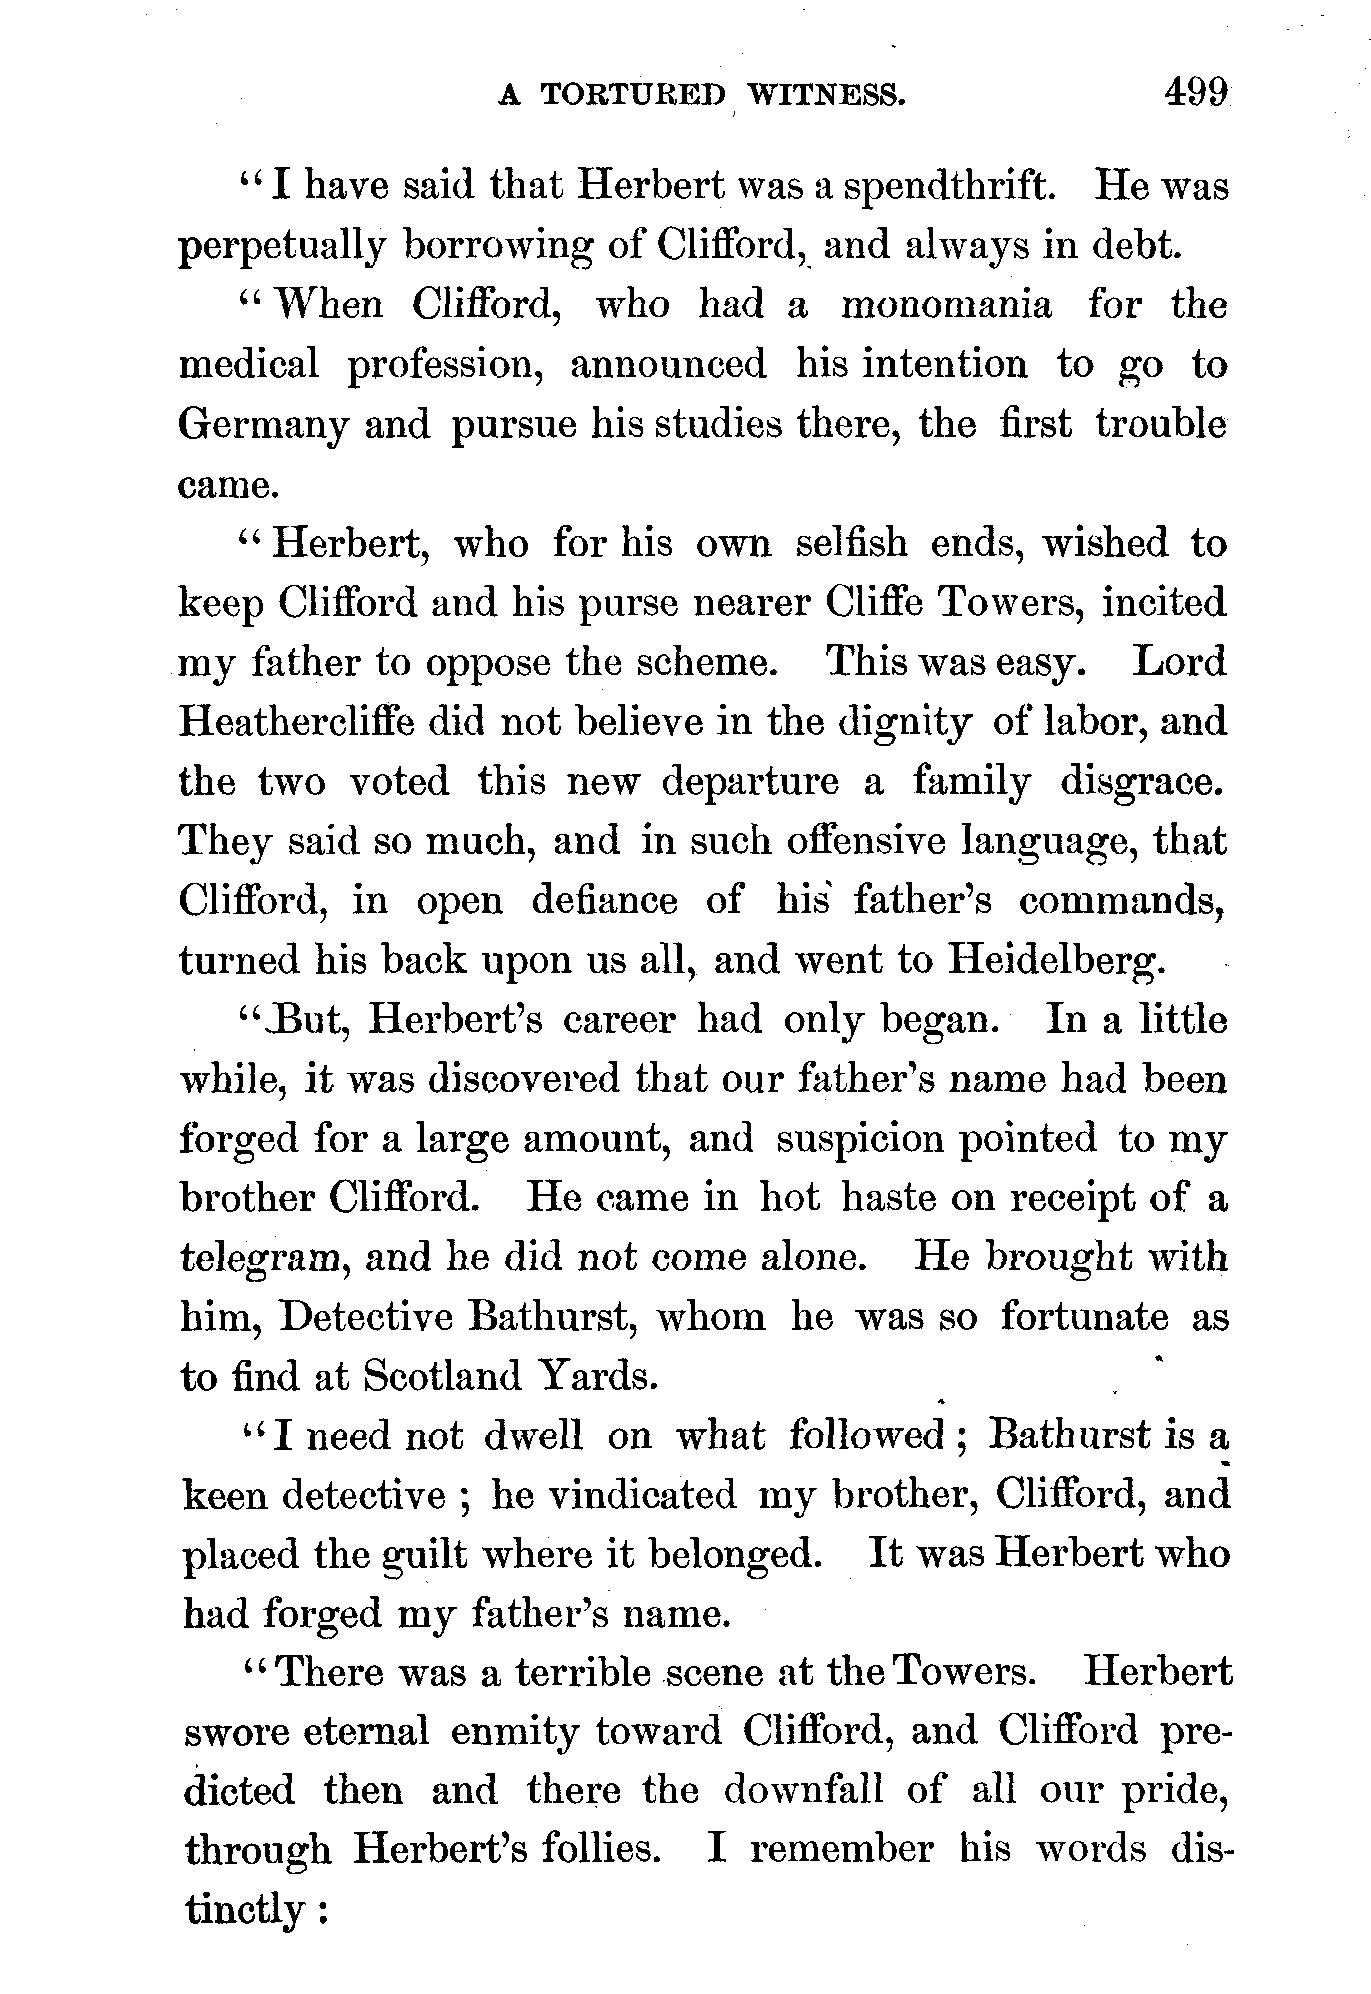 A TORTURED WITNESS. 499
"I have said that Herbert was a spendthrift. He was
perpetually borrowing of Clifford, and always in debt.
"When Clifford, who had a monomania for the
medical profession, announced his intention to go to
Germany and pursue his studies there, the first trouble
came.
"Herbert, who for his own selfish ends, wished to
keep Clifford and his purse nearer Cliffe Towers, incited
my father to oppose the scheme. This was easy. Lord
Heathercliffe did not believe in the dignity of labor, and
the two voted this new departure a family disgrace.
They said so much, and in such offensive language, that
Clifford, in open defiance of his father's commands,
turned his back upon us all, and went to Heidelberg.
"But, Herbert's career had only began. In a little
while, it was discovered that our father's name had been
forged for a large amount, and suspicion pointed to my
brother Clifford. He came in hot haste on receipt of a
telegram, and he did not come alone. He brought with
him, Detective Bathurst, whom he was so fortunate as
to find at Scotland Yards.
"I need not dwell on what followed; Bathurst is a
keen detective; he vindicated my brother, Clifford, and
placed the guilt where it belonged. It was Herbert who
had forged my father's name.
"There was a terrible scene at the Towers. Herbert
swore eternal enmity toward Clifford, and Clifford pre-
dicted then and there the downfall of all our pride,
through Herbert's follies. I remember his words dis-
tinctly: